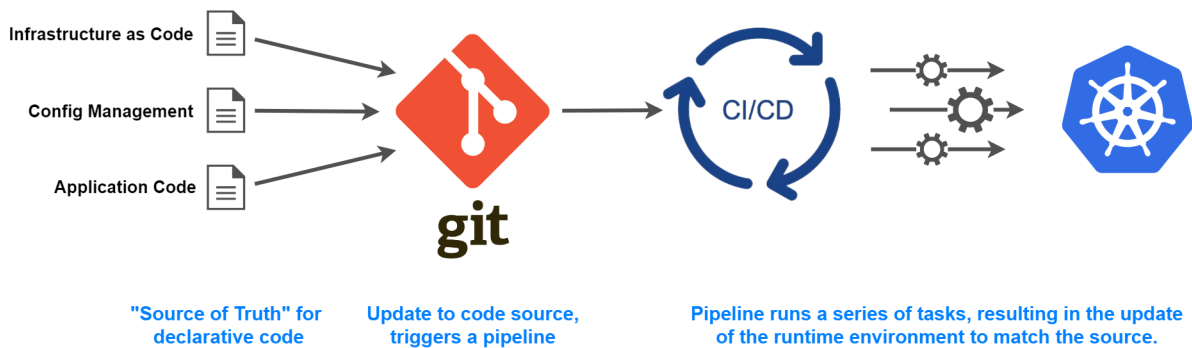 Infrastructure as Code
Config Management
Application Code
git
CI/CD
"Source of Truth" for
declarative code
Update to code source,
triggers a pipeline
Pipeline runs a series of tasks, resulting in the update
of the runtime environment to match the source.